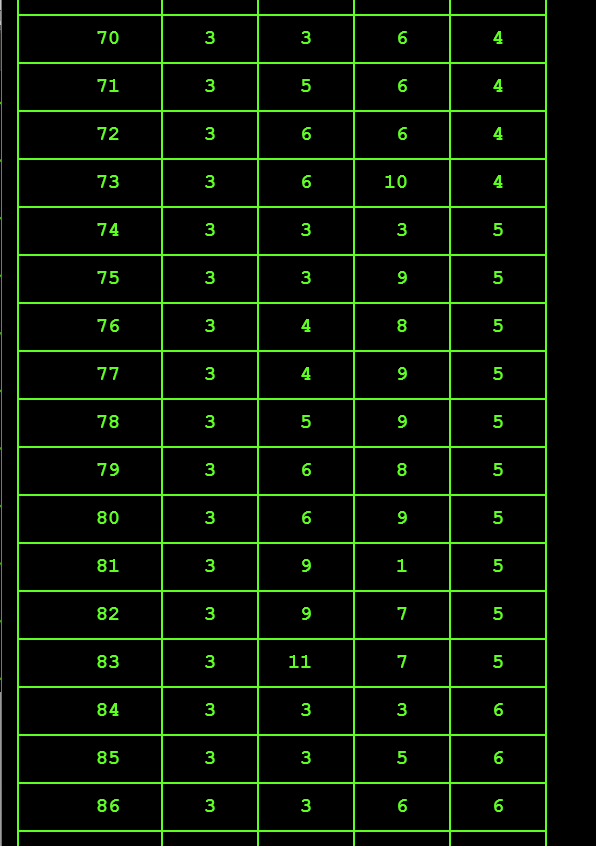 70 3 3 6 4
71 3 5 6 4
72 3 6 6 4
73 3 6 10 4
74 3 3 3 5
75 3 3 9 5
76 3 4 8 5
77 3 4 9 5
78 3 5 9 5
79 3 6 8 5
80 3 6 9 5
81 3 9 1 5
82 3 9 7 5
83 3 11 7 5
84 3 3 3 6
85 3 3 5 6
86 3 3 6 6